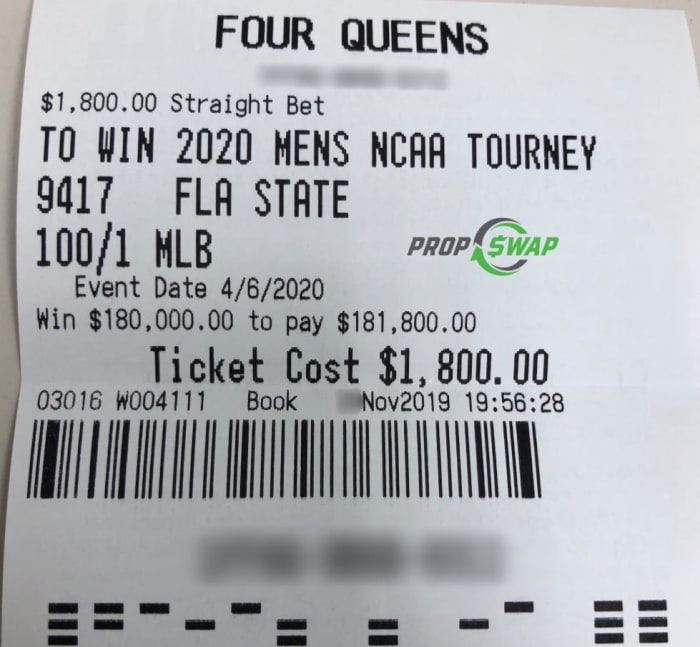 FOUR QUEENS
$1,800.00 Straight Bet
TO WIN 2020 MENS NCAA TOURNEY
9417 FLA STATE
100/1 MLB
PROP $WAP
Event Date 4/6/2020
Win $180,000.00 to pay $181,800.00
Ticket Cost $1,800.00
03016 W004111 Book Nov2019 19:56:28